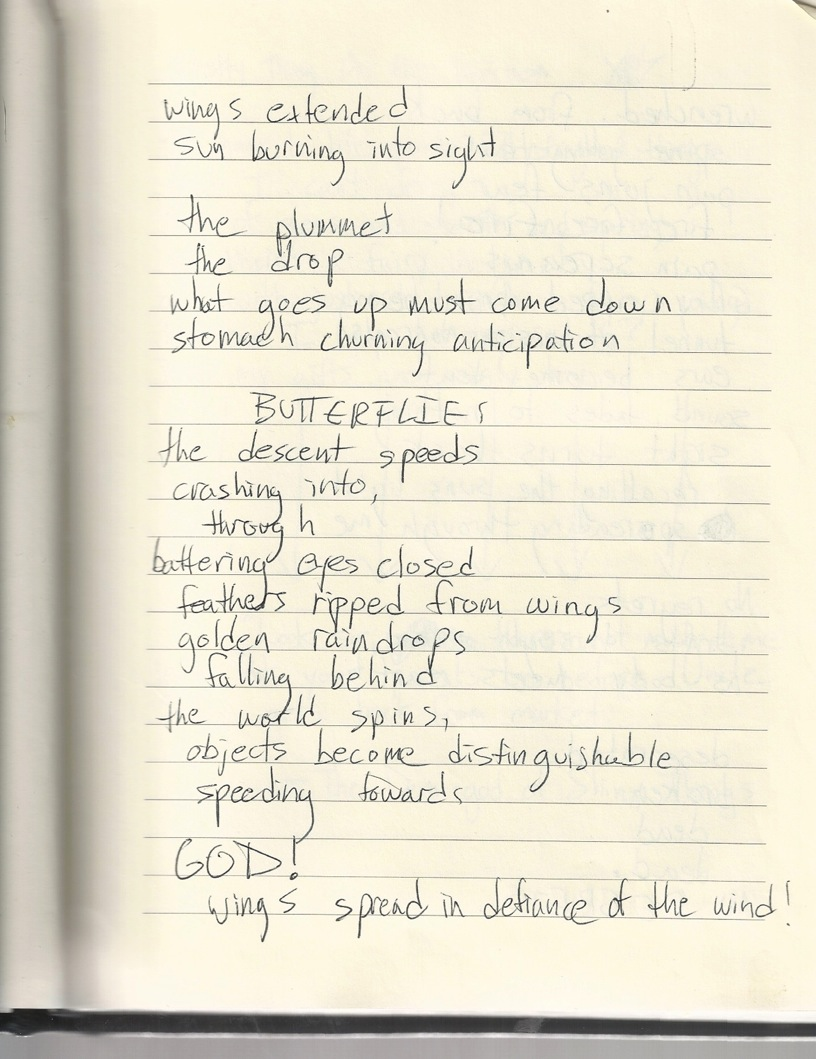 wings extended
sun burning into sight
the plummet
the drop
what goes up must come down
stomach churning anticipation
BUTTERFLIES
the descent speeds
crashing into,
through
battering eyes closed
feathers ripped from wings
golden raindrops
falling behind
the world spins,
objects become distinguishable
speeding towards
GOD!
wings spread in defiance of the wind!